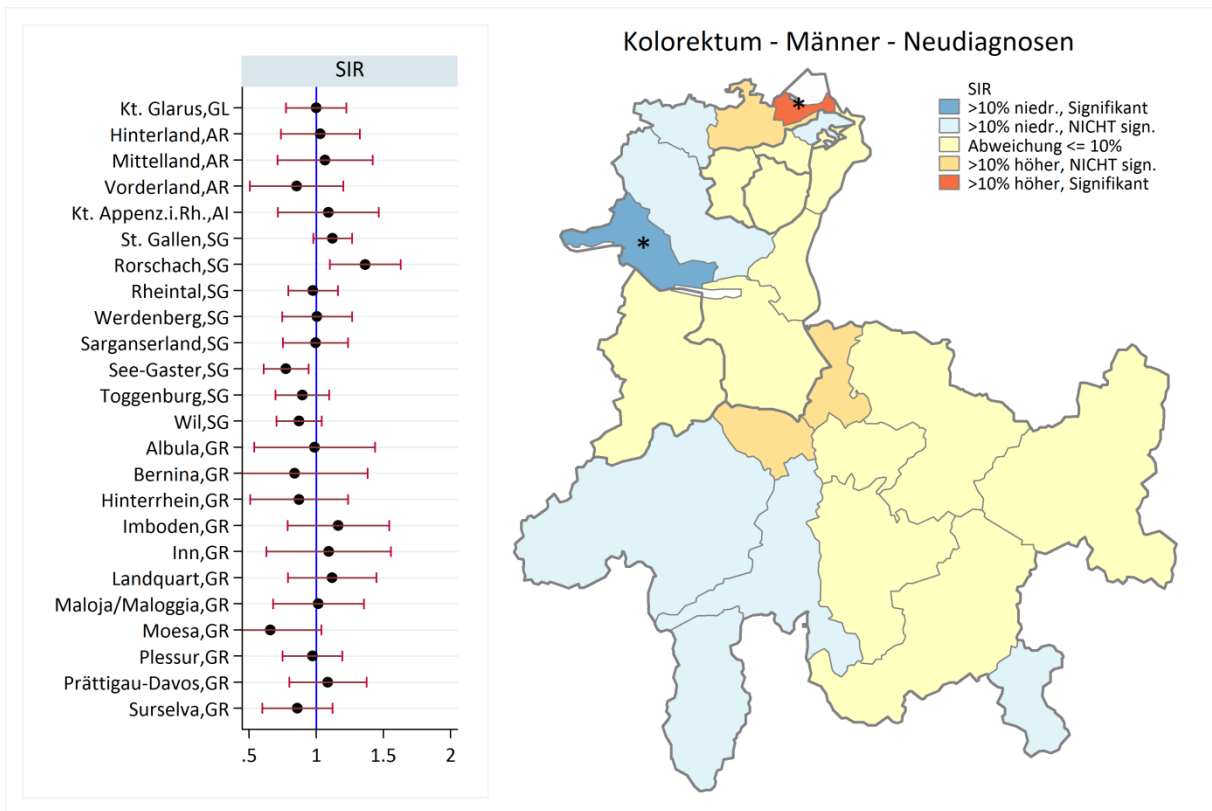 SIR
Kt. Glarus,GL
Hinterland,AR
Mittelland,AR
Vorderland,AR
Kt. Appenz.i.Rh.,AI
St. Gallen,SG
Rorschach,SG
Rheintal,SG
Werdenberg,SG
Sarganserland,SG
See-Gaster,SG
Toggenburg,SG
Wil,SG
Albula,GR
Bernina,GR
Hinterrhein,GR
Imboden,GR
Inn,GR
Landquart,GR
Maloja/Maloggia,GR
Moesa,GR
Plessur,GR
Prättigau-Davos,GR
Surselva,GR
.5 1 1.5 2
Kolorektum - Männer - Neudiagnosen
SIR
>10% niedr., Signifikant
>10% niedr., NICHT sign.
Abweichung <= 10%
>10% höher, NICHT sign.
>10% höher, Signifikant
*
*